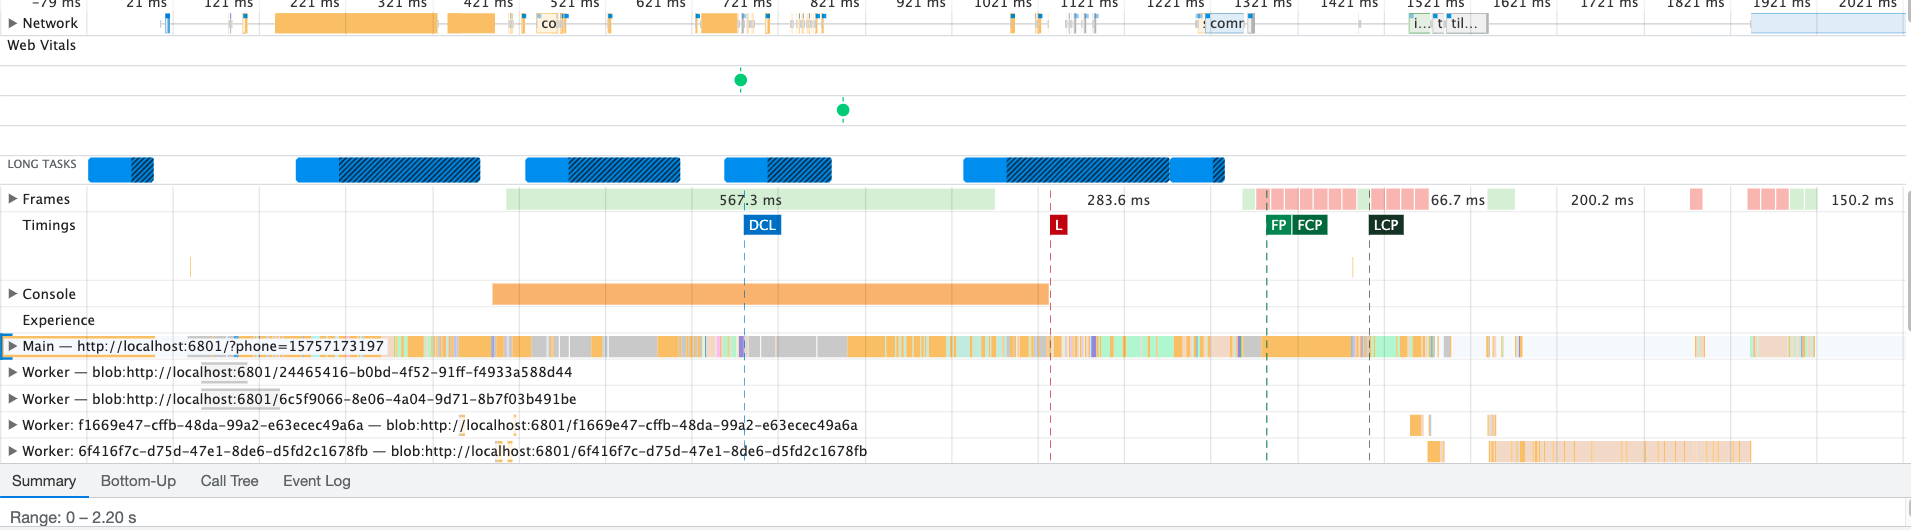 -79 ms 21 ms 121 ms 221 ms 321 ms 421 ms 521 ms 621 ms 721 ms 821 ms 921 ms 1021 ms 1121 ms 1221 ms 1321 ms 1421 ms 1521 ms 1621 ms 1721 ms 1821 ms 1921 ms 2021 ms
Network co comr i... t til...
Web Vitals
LONG TASKS
Frames 567.3 ms 283.6 ms 66.7 ms 200.2 ms 150.2 ms
Timings DCL L FP FCP LCP
Console
Experience
Main — http://localhost:6801/?phone=15757173197
Worker — blob:http://localhost:6801/24465416-b0bd-4f52-91ff-f4933a588d44
Worker — blob:http://localhost:6801/6c5f9066-8e06-4a04-9d71-8b7f03b491be
Worker: f1669e47-cffb-48da-99a2-e63ecec49a6a — blob:http://localhost:6801/f1669e47-cffb-48da-99a2-e63ecec49a6a
Worker: 6f416f7c-d75d-47e1-8de6-d5fd2c1678fb — blob:http://localhost:6801/6f416f7c-d75d-47e1-8de6-d5fd2c1678fb
Summary Bottom-Up Call Tree Event Log
Range: 0 – 2.20 s